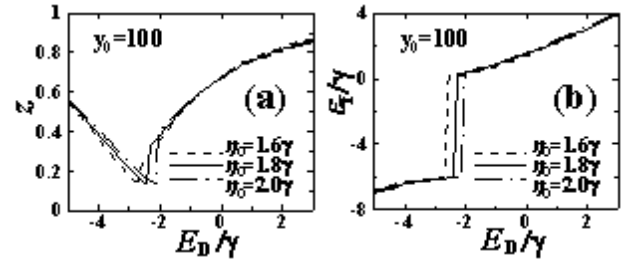 y₀=100
(a)
z
1
0.8
0.6
0.4
0.2
0
η₀=1.6γ
η₀=1.8γ
η₀=2.0γ
-4 -2 0 2
E_D/γ
y₀=100
(b)
E_T/γ
4
0
-4
-8
η₀=1.6γ
η₀=1.8γ
η₀=2.0γ
-4 -2 0 2
E_D/γ